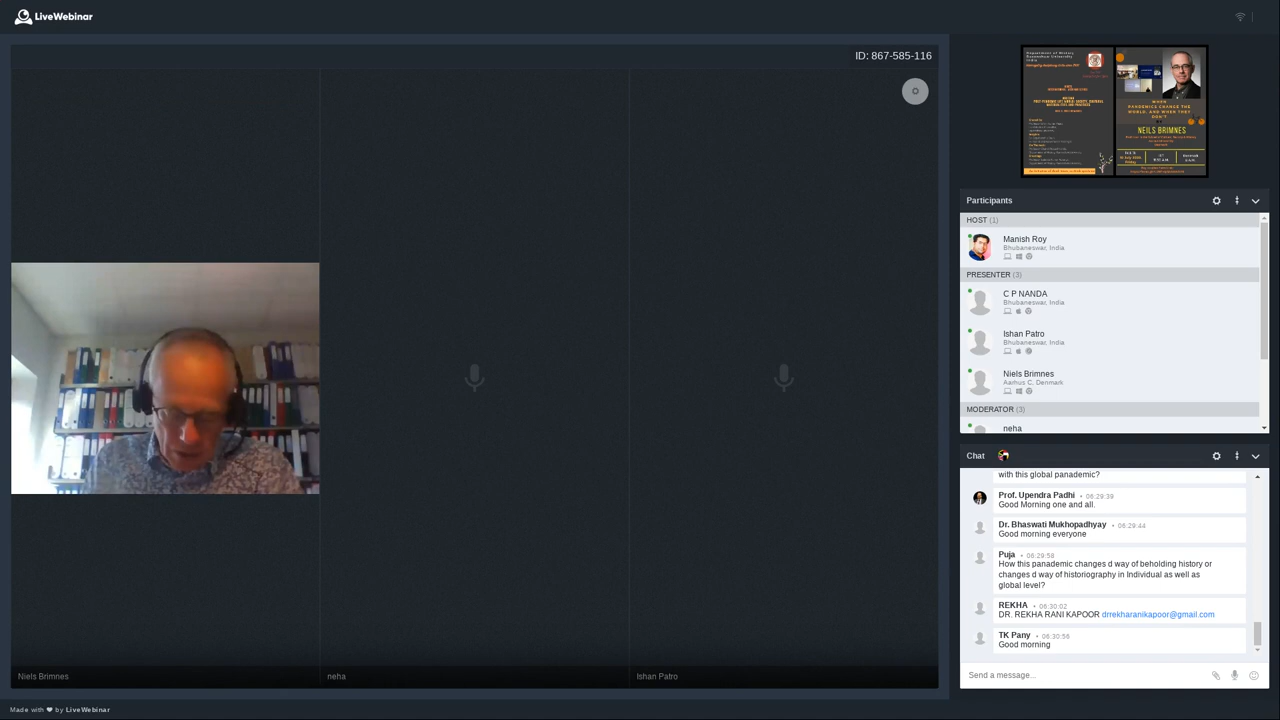 LiveWebinar
ID: 867-585-116
Department of History
India
WHEN
PANDEMICS CHANGE THE
WORLD, AND WHEN THEY
DON'T
NEILS BRIMNES
Participants
HOST (1)
Manish Roy
Bhubaneswar, India
PRESENTER (3)
C P NANDA
Bhubaneswar, India
Ishan Patro
Bhubaneswar, India
Niels Brimnes
Aarhus C, Denmark
MODERATOR (3)
neha
Chat
with this global panademic?
Prof. Upendra Padhi • 06:29:39
Good Morning one and all.
Dr. Bhaswati Mukhopadhyay • 06:29:44
Good morning everyone
Puja • 06:29:58
How this panademic changes d way of beholding history or
changes d way of historiography in Individual as well as
global level?
REKHA • 06:30:02
DR. REKHA RANI KAPOOR drrekharanikapoor@gmail.com
TK Pany • 06:30:56
Good morning
Send a message...
Niels Brimnes
neha
Ishan Patro
Made with ❤ by LiveWebinar